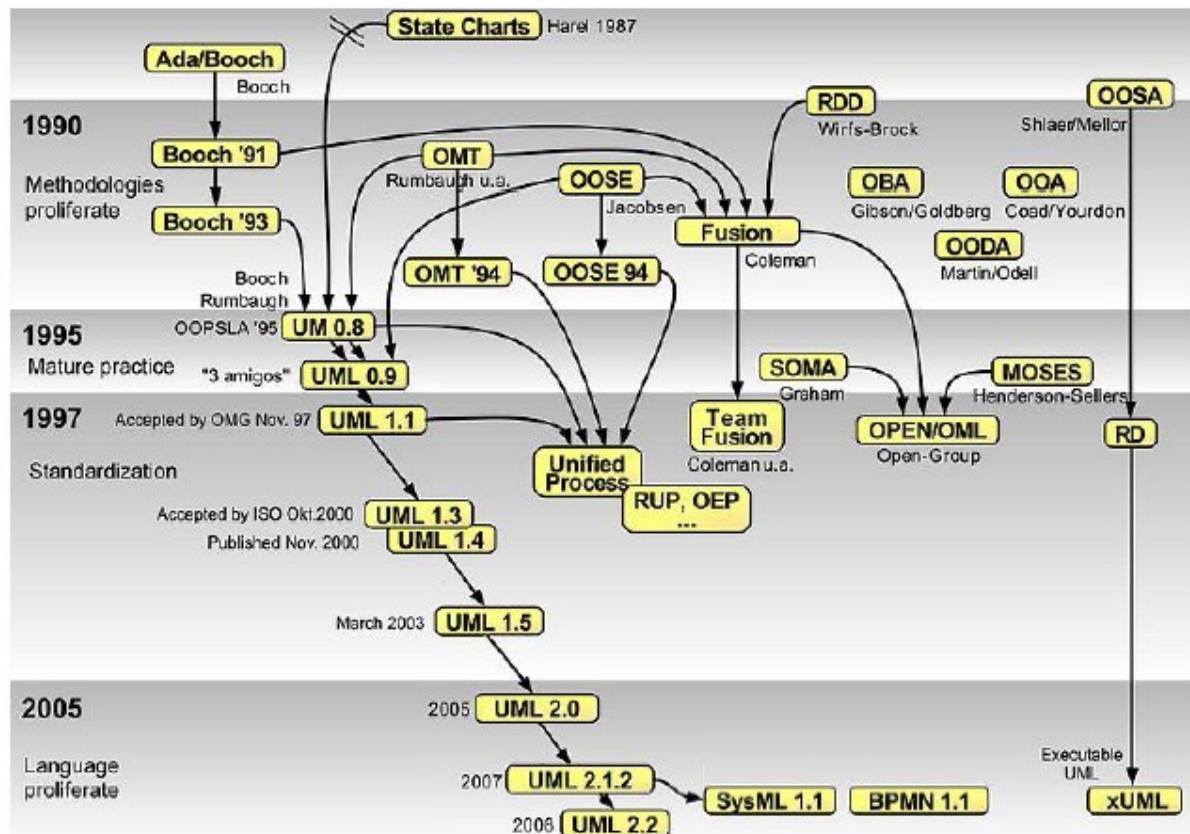 State Charts
Harel 1987
Ada/Booch
Booch
RDD
Wirfs-Brock
OOSA
Shlaer/Mellor
1990
Methodologies
proliferate
Booch '91
OMT
Rumbaugh u.a.
OOSE
Jacobsen
OBA
Gibson/Goldberg
OOA
Coad/Yourdon
Booch '93
Fusion
Coleman
OODA
Martin/Odell
OMT '94
OOSE 94
Booch
Rumbaugh
OOPSLA '95
UM 0.8
1995
Mature practice
"3 amigos"
UML 0.9
SOMA
Graham
MOSES
Henderson-Sellers
1997
Standardization
Accepted by OMG Nov. 97
UML 1.1
Team
Fusion
Coleman u.a.
OPEN/OML
Open-Group
RD
Unified
Process
RUP, OEP
...
Accepted by ISO Okt.2000
UML 1.3
Published Nov. 2000
UML 1.4
March 2003
UML 1.5
2005
Language
proliferate
2005
UML 2.0
2007
UML 2.1.2
SysML 1.1
BPMN 1.1
Executable
UML
xUML
UML 2.2